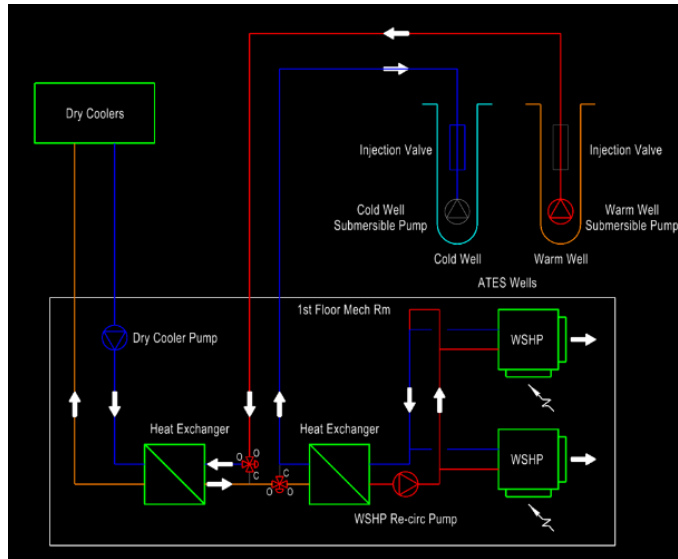 Dry Coolers
Injection Valve
Injection Valve
Cold Well
Submersible Pump
Warm Well
Submersible Pump
Cold Well
Warm Well
ATES Wells
1st Floor Mech Rm
Dry Cooler Pump
WSHP
Heat Exchanger
Heat Exchanger
O
O
C
C
O
O
WSHP
WSHP Re-circ Pump